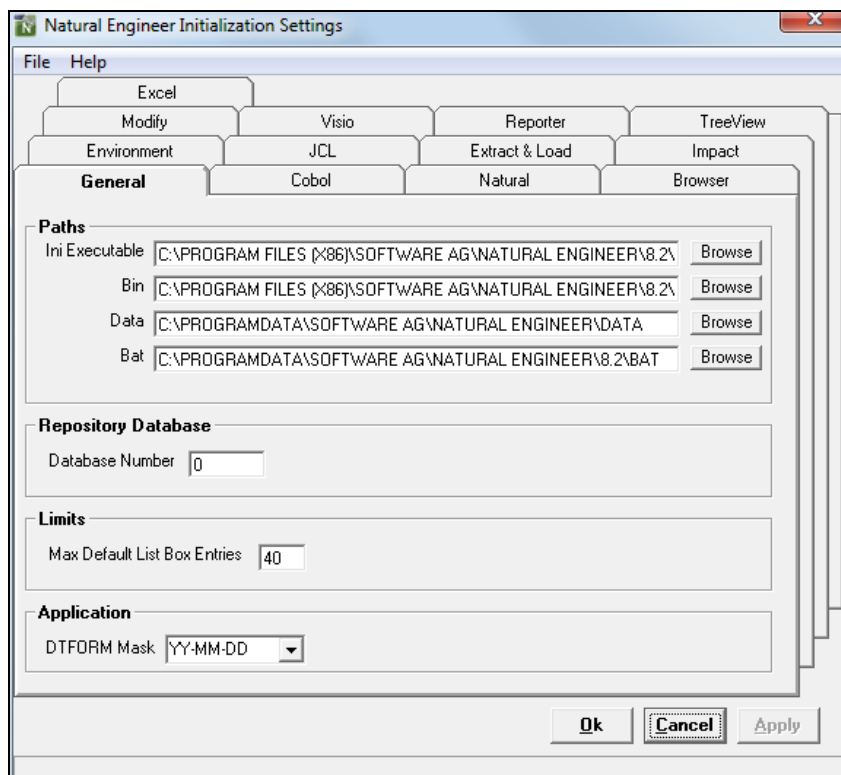 Natural Engineer Initialization Settings
File Help
Excel
Modify Visio Reporter TreeView
Environment JCL Extract & Load Impact
General Cobol Natural Browser
Paths
Ini Executable C:\PROGRAM FILES (X86)\SOFTWARE AG\NATURAL ENGINEER\8.2\ Browse
Bin C:\PROGRAM FILES (X86)\SOFTWARE AG\NATURAL ENGINEER\8.2\ Browse
Data C:\PROGRAMDATA\SOFTWARE AG\NATURAL ENGINEER\DATA Browse
Bat C:\PROGRAMDATA\SOFTWARE AG\NATURAL ENGINEER\8.2\BAT Browse
Repository Database
Database Number 0
Limits
Max Default List Box Entries 40
Application
DTFORM Mask YY-MM-DD
Ok Cancel Apply